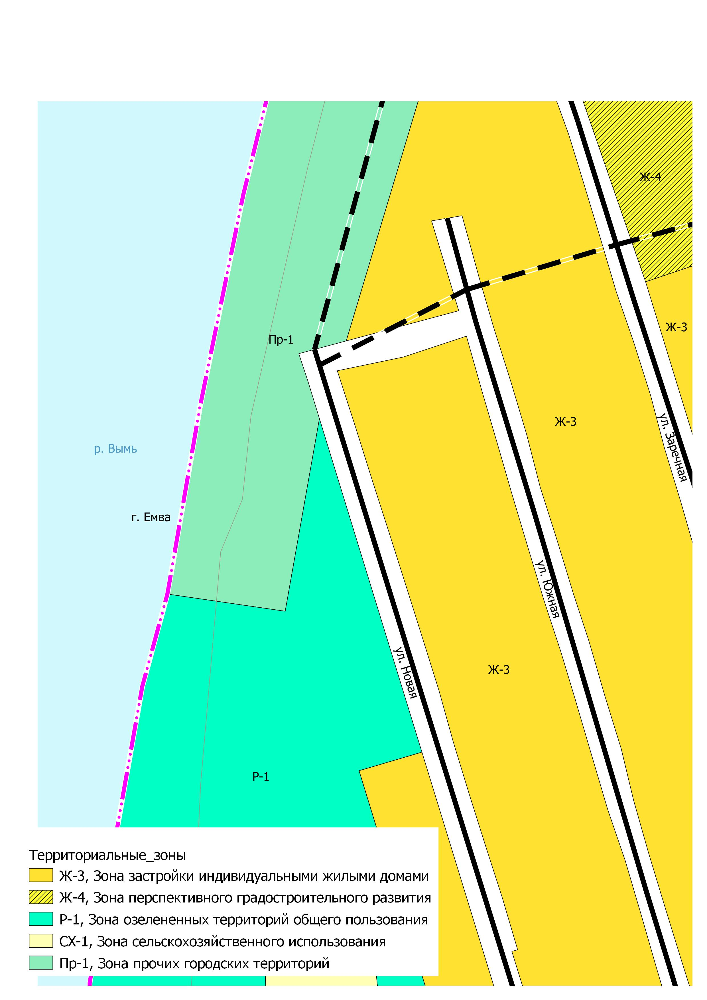 Ж-4
Ж-3
Пр-1
Ж-3
ул. Заречная
р. Вымь
г. Емва
ул. Южная
ул. Новая
Ж-3
Р-1
Территориальные_зоны
Ж-3, Зона застройки индивидуальными жилыми домами
Ж-4, Зона перспективного градостроительного развития
Р-1, Зона озелененных территорий общего пользования
СХ-1, Зона сельскохозяйственного использования
Пр-1, Зона прочих городских территорий